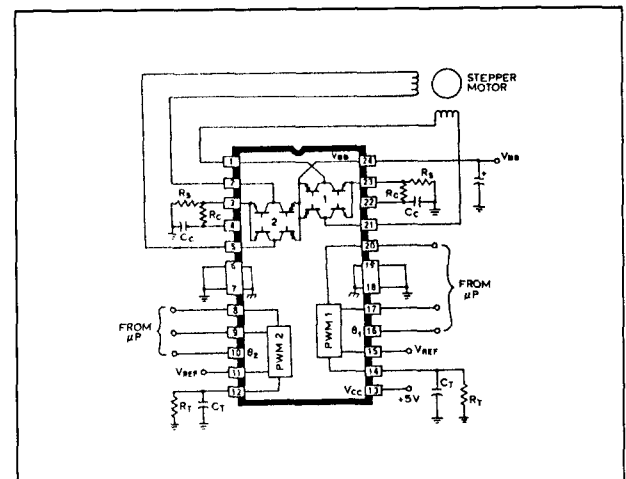 STEPPER
MOTOR
1
VBB
24
VBB
2
23
RS
RS
RC
1
RC
3
22
CC
2
4
21
CC
5
20
6
19
7
18
FROM
µP
8
17
FROM
µP
9
θ2
PWM 2
PWM 1
θ1
16
10
15
VREF
VREF
11
14
12
VCC
13
+5V
RT
CT
CT
RT